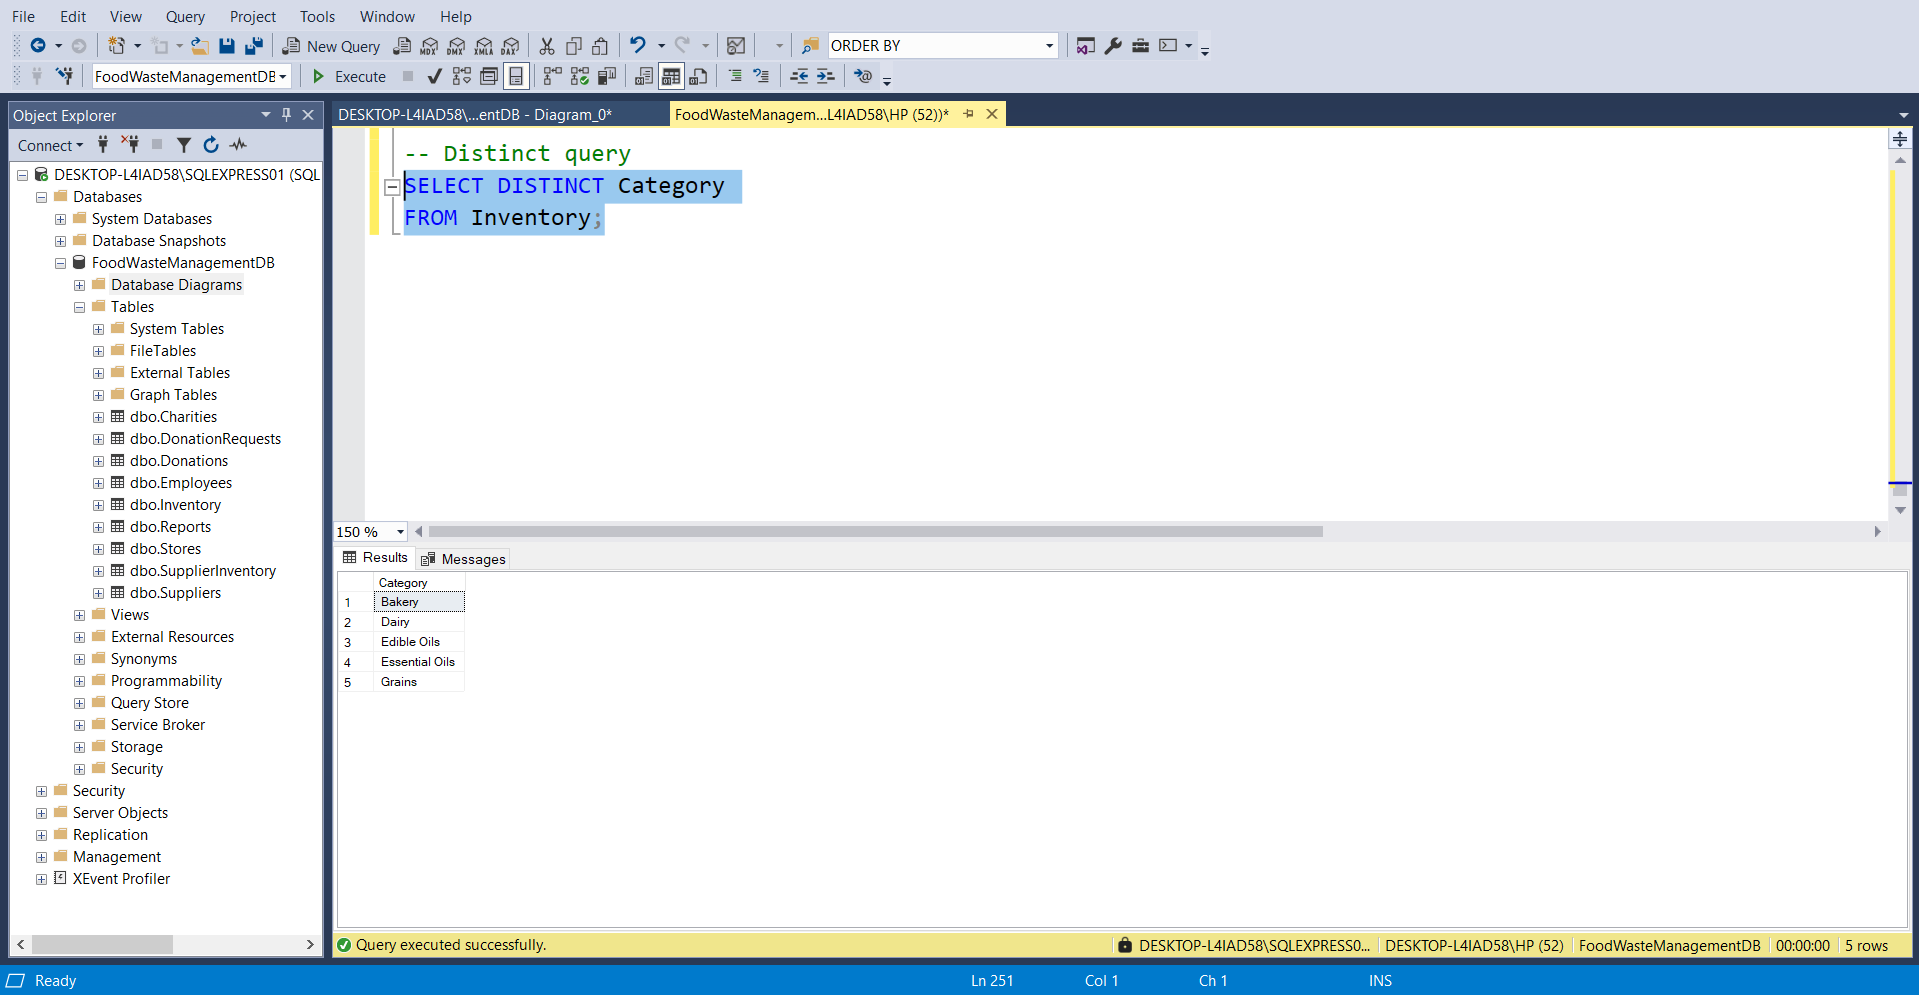 File Edit View Query Project Tools Window Help
New Query MDX DMX XMLA DAX ORDER BY
FoodWasteManagementDB Execute
Object Explorer
Connect
DESKTOP-L4IAD58\SQLEXPRESS01 (SQL
Databases
System Databases
Database Snapshots
FoodWasteManagementDB
Database Diagrams
Tables
System Tables
FileTables
External Tables
Graph Tables
dbo.Charities
dbo.DonationRequests
dbo.Donations
dbo.Employees
dbo.Inventory
dbo.Reports
dbo.Stores
dbo.SupplierInventory
dbo.Suppliers
Views
External Resources
Synonyms
Programmability
Query Store
Service Broker
Storage
Security
Security
Server Objects
Replication
Management
XEvent Profiler
DESKTOP-L4IAD58\...entDB - Diagram_0*
FoodWasteManagem...L4IAD58\HP (52))*
-- Distinct query
SELECT DISTINCT Category
FROM Inventory;
150 %
Results Messages
Category
1 Bakery
2 Dairy
3 Edible Oils
4 Essential Oils
5 Grains
Query executed successfully.
DESKTOP-L4IAD58\SQLEXPRESS0... DESKTOP-L4IAD58\HP (52) FoodWasteManagementDB 00:00:00 5 rows
Ready Ln 251 Col 1 Ch 1 INS